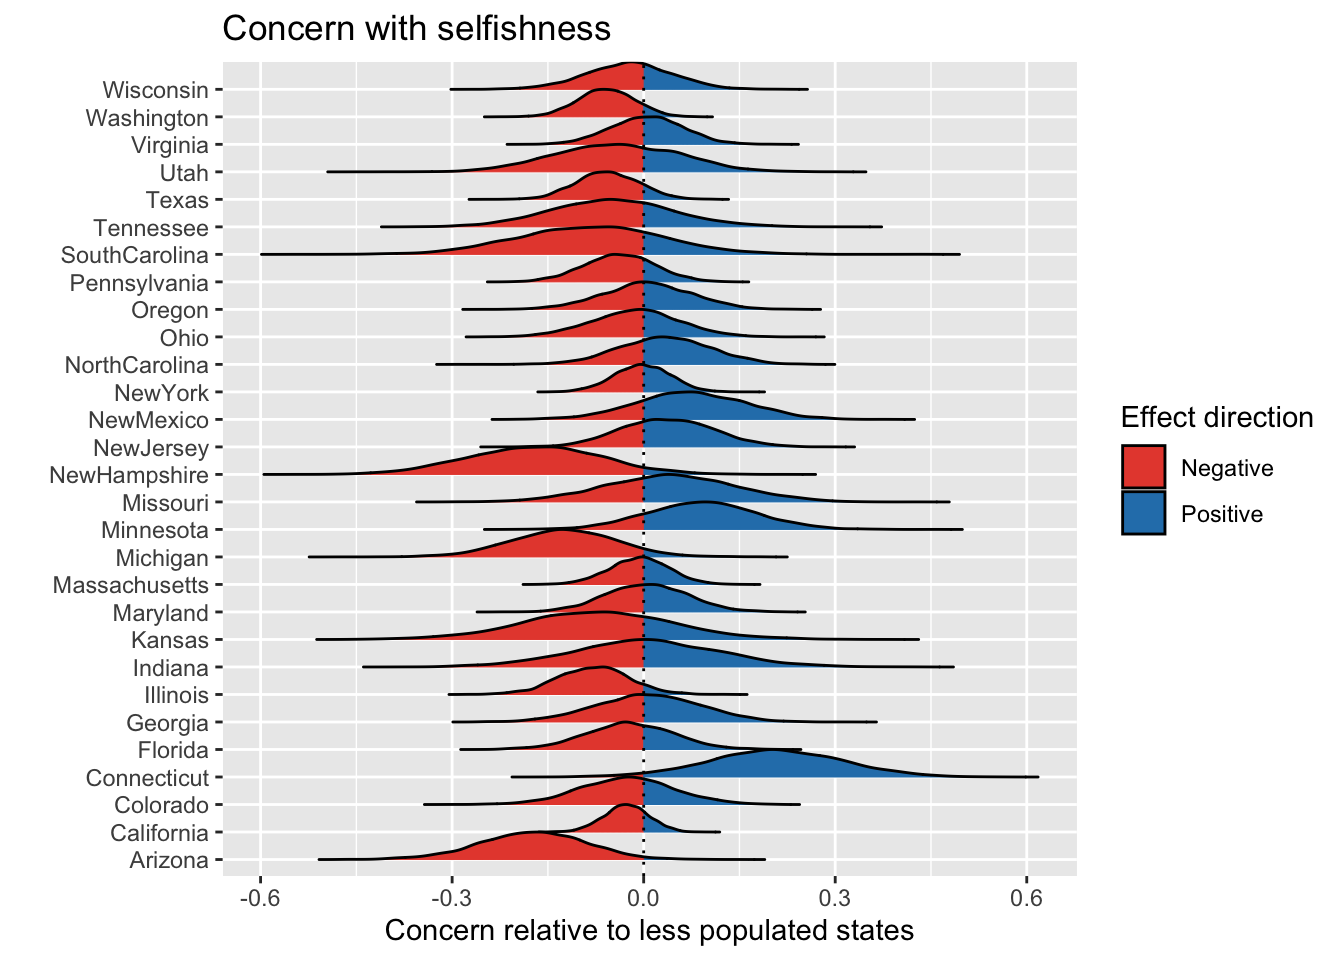 Concern with selfishness
Wisconsin
Washington
Virginia
Utah
Texas
Tennessee
SouthCarolina
Pennsylvania
Oregon
Ohio
NorthCarolina
NewYork
NewMexico
NewJersey
NewHampshire
Missouri
Minnesota
Michigan
Massachusetts
Maryland
Kansas
Indiana
Illinois
Georgia
Florida
Connecticut
Colorado
California
Arizona
-0.6 -0.3 0.0 0.3 0.6
Concern relative to less populated states
Effect direction
Negative
Positive